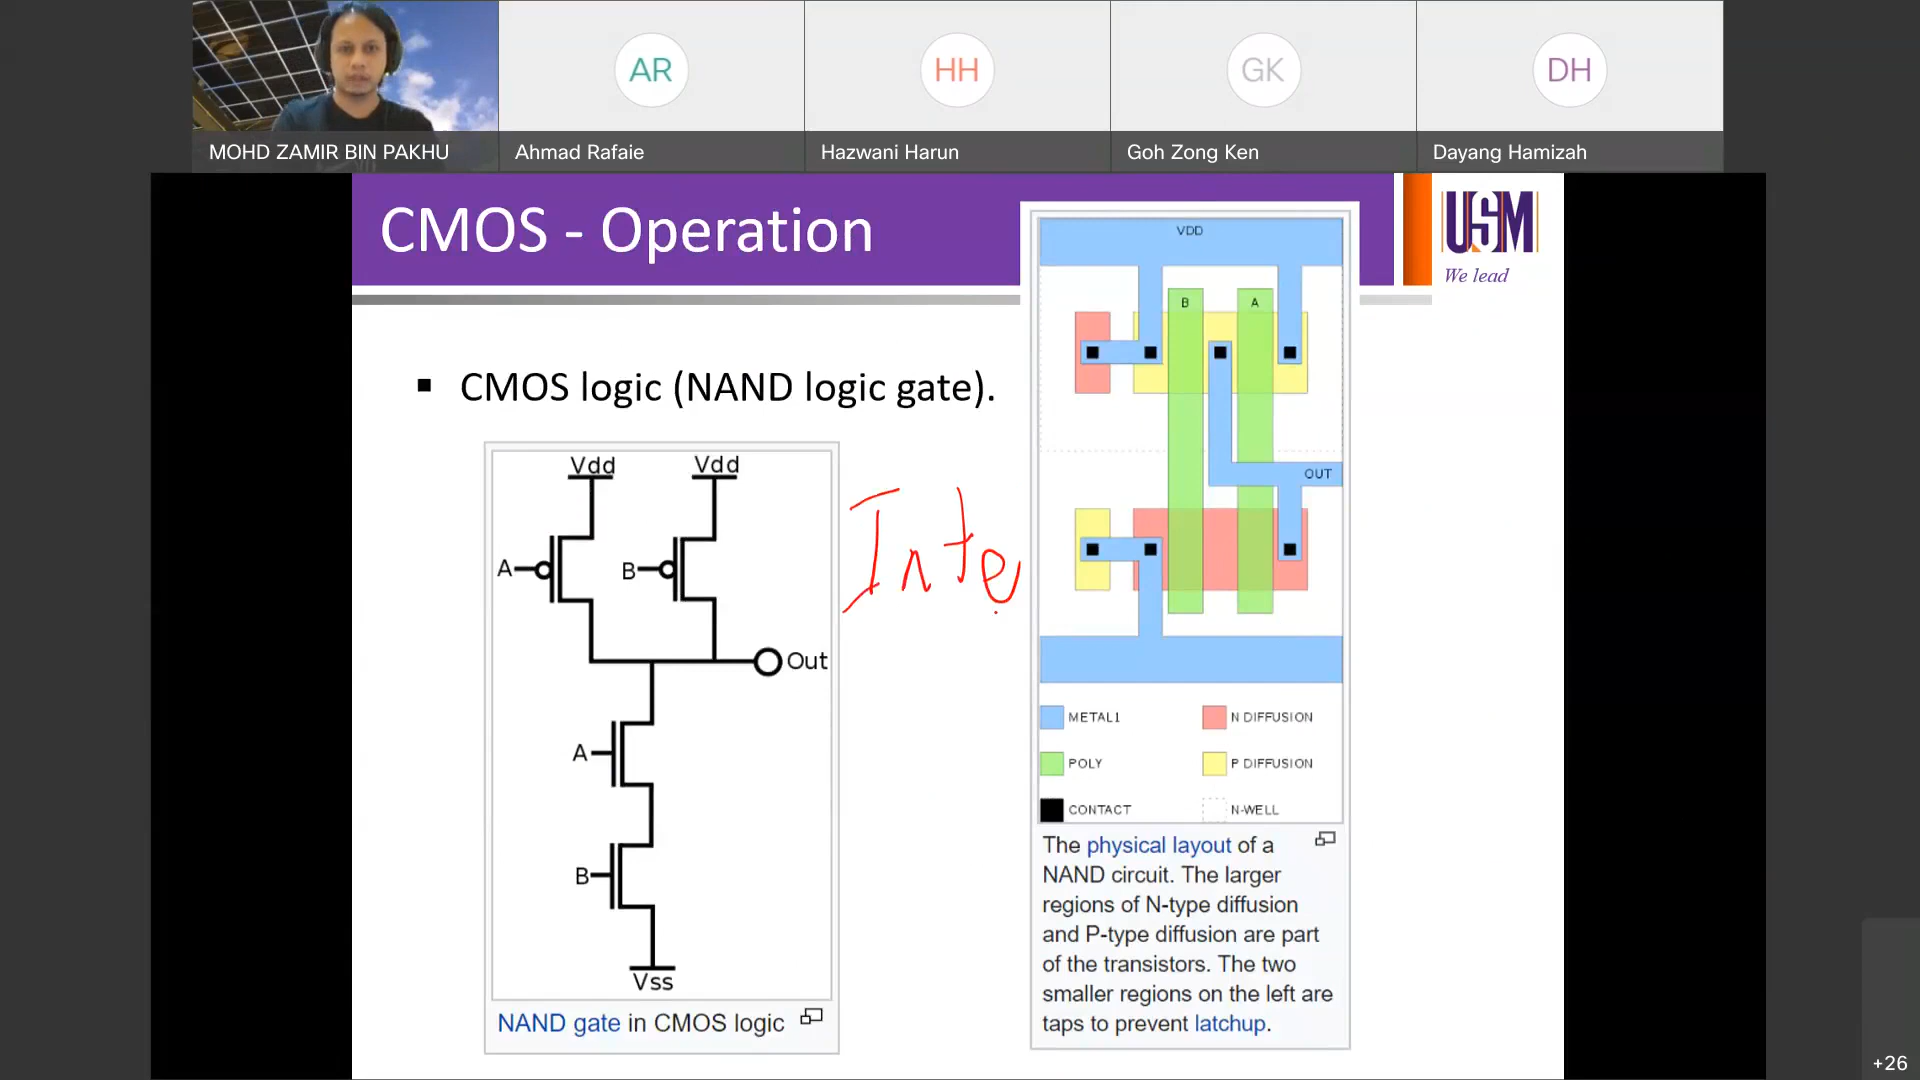 AR
HH
GK
DH
MOHD ZAMIR BIN PAKHU
Ahmad Rafaie
Hazwani Harun
Goh Zong Ken
Dayang Hamizah
CMOS - Operation
USM
We lead
▪ CMOS logic (NAND logic gate).
Vdd
Vdd
A
B
Out
A
B
Vss
NAND gate in CMOS logic
Inte
VDD
B
A
OUT
METAL1
N DIFFUSION
POLY
P DIFFUSION
CONTACT
N-WELL
The physical layout of a
NAND circuit. The larger
regions of N-type diffusion
and P-type diffusion are part
of the transistors. The two
smaller regions on the left are
taps to prevent latchup.
+26